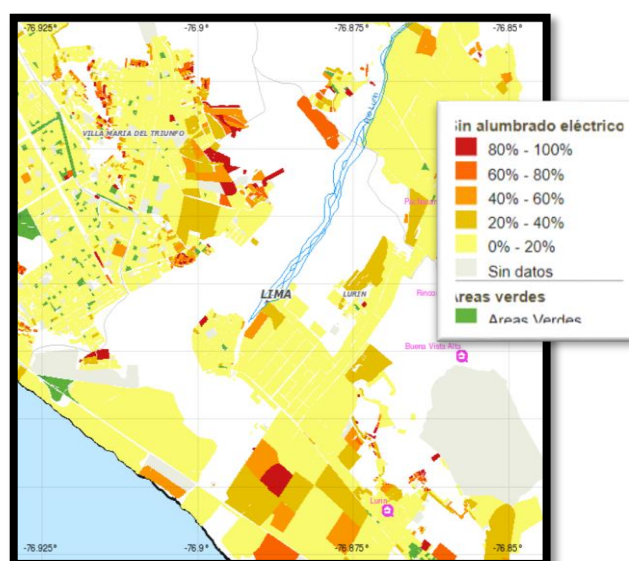 -76.925° -76.9 -76.875 -76.85
VILLA MARIA DEL TRIUNFO
LIMA
LURIN
Buena Vista Alta
Lurin
-76.925° -76.9 -76.875 -76.85
Sin alumbrado eléctrico
80% - 100%
60% - 80%
40% - 60%
20% - 40%
0% - 20%
Sin datos
Areas verdes
Areas Verdes